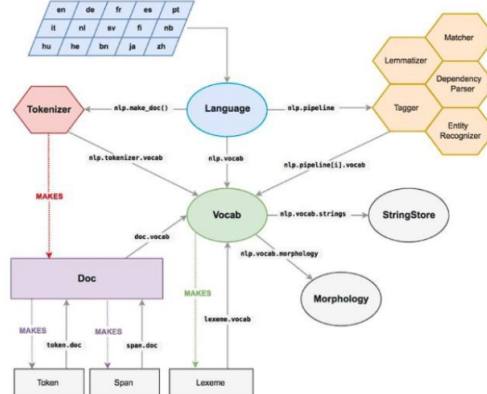 en de fr es pt
it nl sv fi nb
hu he bn ja zh
Matcher
Lemmatizer
Dependency
Parser
Tokenizer
nlp.make_doc()
Language
nlp.pipeline
Tagger
Entity
Recognizer
nlp.tokenizer.vocab
nlp.vocab
nlp.pipeline[i].vocab
MAKES
Vocab
nlp.vocab.strings
StringStore
doc.vocab
nlp.vocab.morphology
Doc
MAKES
Morphology
MAKES
MAKES
token.doc
span.doc
lexeme.vocab
Token
Span
Lexeme